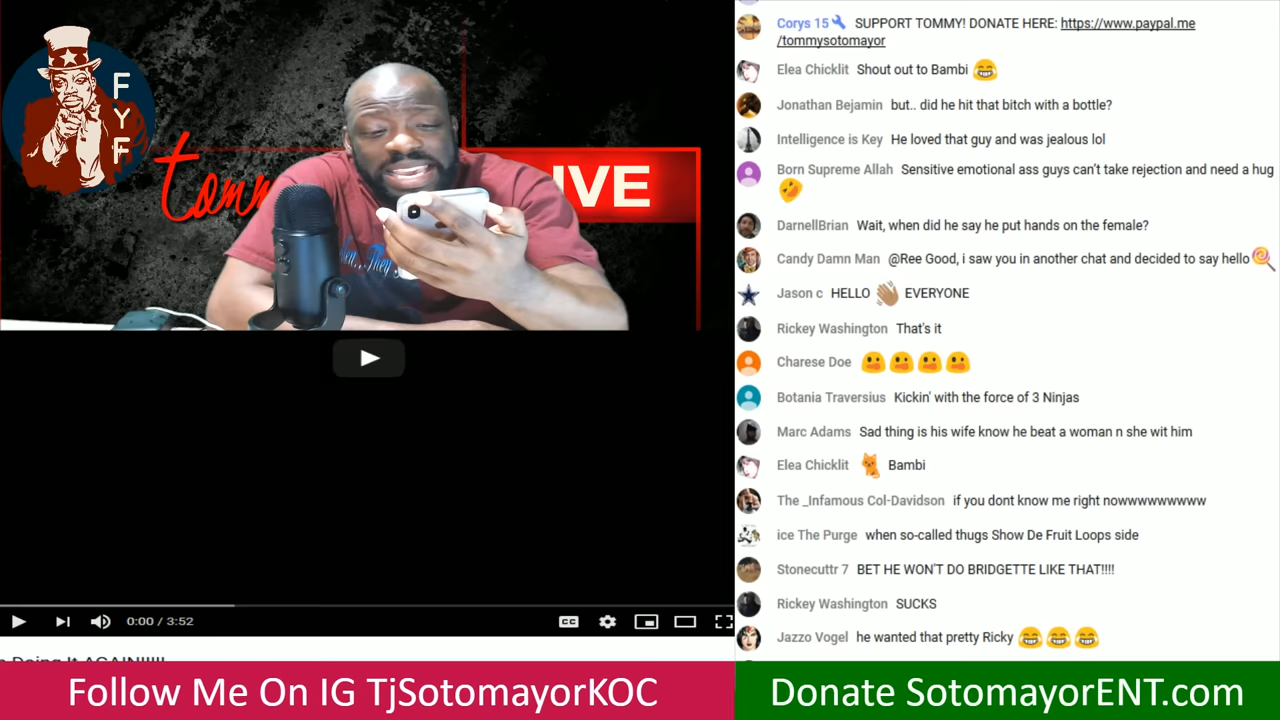 F
Y
F
tomm
IVE
0:00 / 3:52
CC
Doing It AGAIN!!!!!
Follow Me On IG TjSotomayorKOC
Corys 15 SUPPORT TOMMY! DONATE HERE: https://www.paypal.me
/tommysotomayor
Elea Chicklit Shout out to Bambi 😂
Jonathan Bejamin but.. did he hit that bitch with a bottle?
Intelligence is Key He loved that guy and was jealous lol
Born Supreme Allah Sensitive emotional ass guys can't take rejection and need a hug
🤣
DarnellBrian Wait, when did he say he put hands on the female?
Candy Damn Man @Ree Good, i saw you in another chat and decided to say hello 🍭
Jason c HELLO 👋🏽 EVERYONE
Rickey Washington That's it
Charese Doe
Botania Traversius Kickin' with the force of 3 Ninjas
Marc Adams Sad thing is his wife know he beat a woman n she wit him
Elea Chicklit 🐈 Bambi
The _Infamous Col-Davidson if you dont know me right nowwwwwwwww
ice The Purge when so-called thugs Show De Fruit Loops side
Stonecuttr 7 BET HE WON'T DO BRIDGETTE LIKE THAT!!!!
Rickey Washington SUCKS
Jazzo Vogel he wanted that pretty Ricky 😂😂😂
Donate SotomayorENT.com